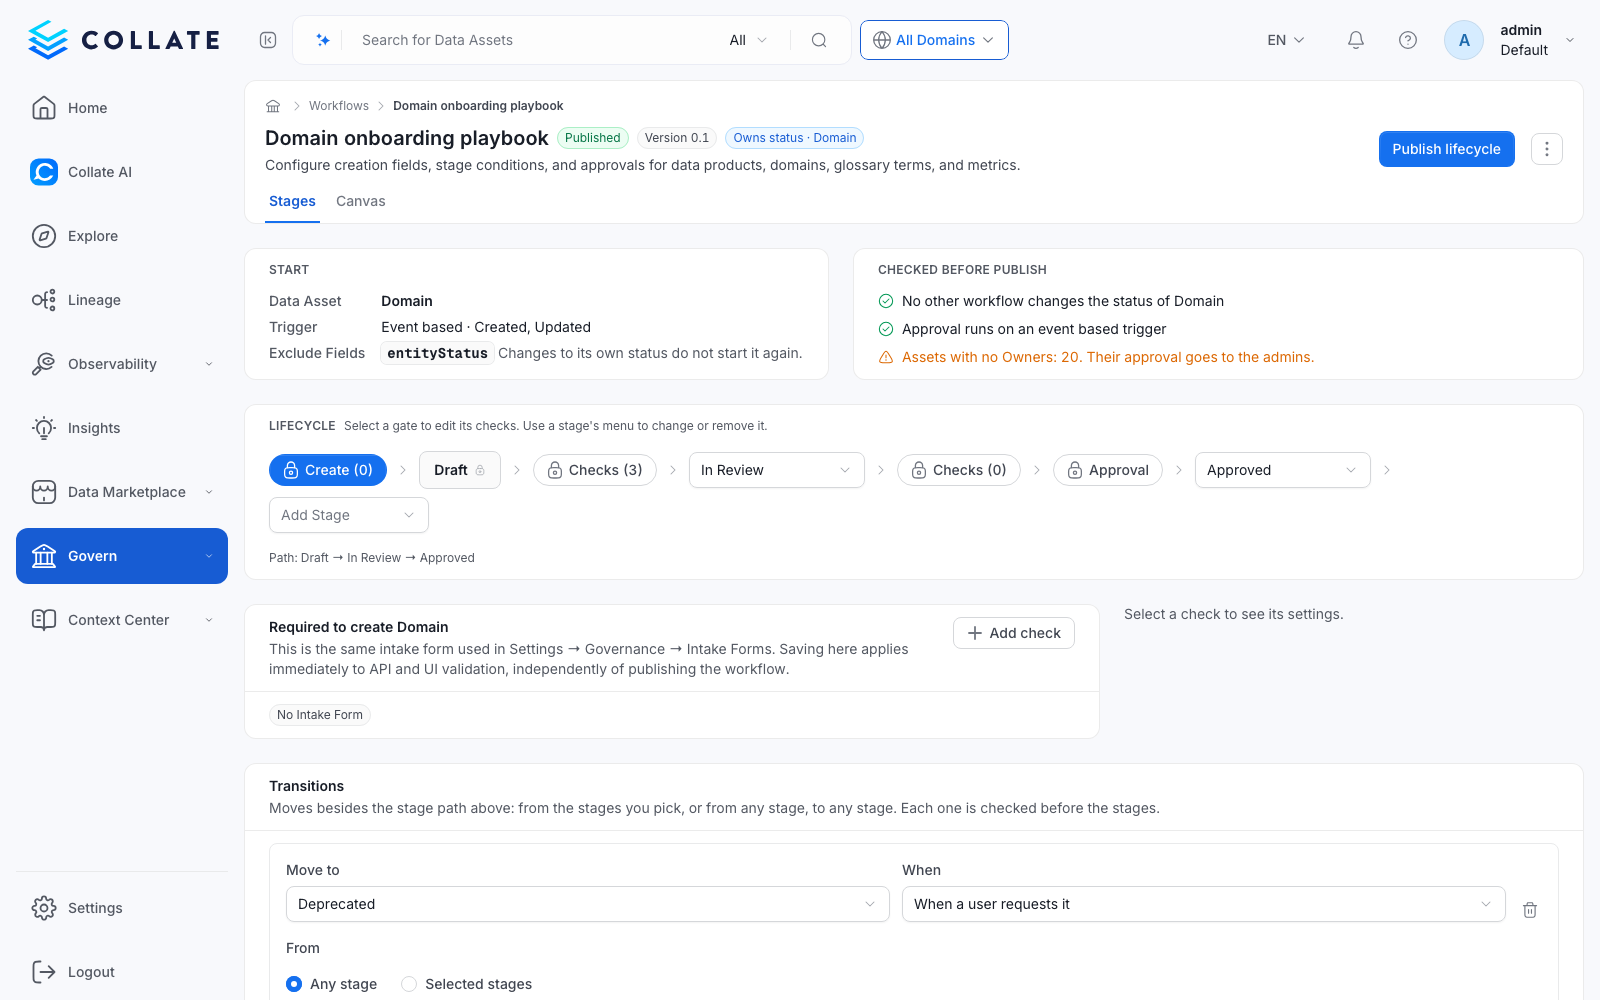 COLLATE
Search for Data Assets
All
All Domains
EN
A
admin
Default
Home
Collate AI
Explore
Lineage
Observability
Insights
Data Marketplace
Govern
Context Center
Settings
Logout
Workflows
Domain onboarding playbook
Domain onboarding playbook
Published
Version 0.1
Owns status · Domain
Configure creation fields, stage conditions, and approvals for data products, domains, glossary terms, and metrics.
Publish lifecycle
Stages
Canvas
START
Data Asset Domain
Trigger Event based · Created, Updated
Exclude Fields entityStatus Changes to its own status do not start it again.
CHECKED BEFORE PUBLISH
No other workflow changes the status of Domain
Approval runs on an event based trigger
Assets with no Owners: 20. Their approval goes to the admins.
LIFECYCLE Select a gate to edit its checks. Use a stage's menu to change or remove it.
Create (0)
Draft
Checks (3)
In Review
Checks (0)
Approval
Approved
Add Stage
Path: Draft → In Review → Approved
Required to create Domain
This is the same intake form used in Settings → Governance → Intake Forms. Saving here applies
immediately to API and UI validation, independently of publishing the workflow.
Add check
No Intake Form
Select a check to see its settings.
Transitions
Moves besides the stage path above: from the stages you pick, or from any stage, to any stage. Each one is checked before the stages.
Move to
Deprecated
When
When a user requests it
From
Any stage
Selected stages